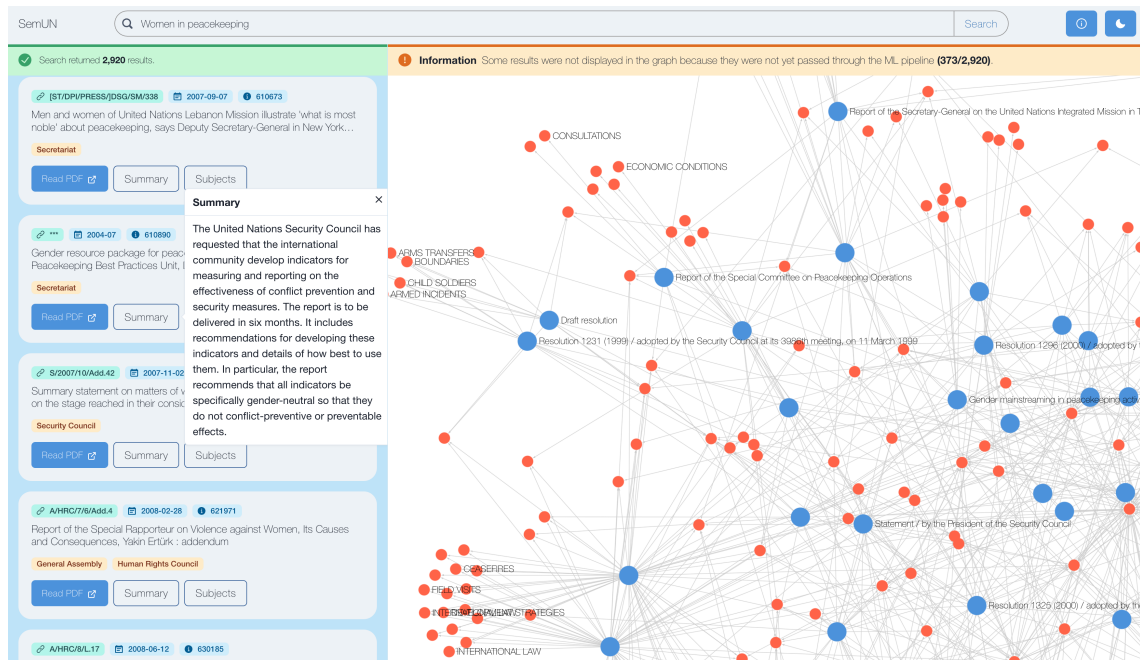 SemUN
Women in peacekeeping
Search
Search returned 2,920 results.
Information Some results were not displayed in the graph because they were not yet passed through the ML pipeline (373/2,920).
[ST/DPI/PRESS/]DSG/SM/338 2007-09-07 610673
Men and women of United Nations Lebanon Mission illustrate 'what is most
noble' about peacekeeping, says Deputy Secretary-General in New York...
Secretariat
Read PDF Summary Subjects
*** 2004-07 610890
Gender resource package for peac
Peacekeeping Best Practices Unit,
Secretariat
Read PDF Summary
S/2007/10/Add.42 2007-11-02
Summary statement on matters of
on the stage reached in their consid
Security Council
Read PDF Summary Subjects
A/HRC/7/6/Add.4 2008-02-28 621971
Report of the Special Rapporteur on Violence against Women, Its Causes
and Consequences, Yakin Ertürk : addendum
General Assembly Human Rights Council
Read PDF Summary Subjects
A/HRC/8/L.17 2008-06-12 630185
Summary
The United Nations Security Council has
requested that the international
community develop indicators for
measuring and reporting on the
effectiveness of conflict prevention and
security measures. The report is to be
delivered in six months. It includes
recommendations for developing these
indicators and details of how best to use
them. In particular, the report
recommends that all indicators be
specifically gender-neutral so that they
do not conflict-preventive or preventable
effects.
Report of the Secretary-General on the United Nations Integrated Mission in T
CONSULTATIONS
ECONOMIC CONDITIONS
ARMS TRANSFERS
BOUNDARIES
CHILD SOLDIERS
ARMED INCIDENTS
Report of the Special Committee on Peacekeeping Operations
Draft resolution
Resolution 1231 (1999) / adopted by the Security Council at its 3986th meeting, on 11 March 1999
Resolution 1296 (2000) / adopted by
Gender mainstreaming in peacekeeping activ
Statement / by the President of the Security Council
CEASEFIRES
FIELD VISITS
STRATEGIES
Resolution 1325 (2000) / adopted by the
INTERNATIONAL LAW